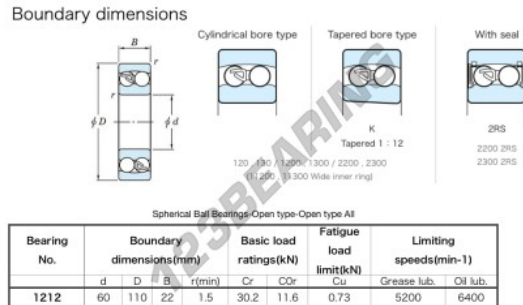 Boundary dimensions
Cylindrical bore type
Tapered bore type
With seal
B
r
r
φD
φd
K
Tapered 1 : 12
2RS
120 , 130 / 1200 , 1300 / 2200 , 2300
(11200 , 11300 Wide inner ring)
2200 2RS
2300 2RS
123BEARING
Spherical Ball Bearings-Open type-Open type All
Bearing No. Boundary dimensions(mm) Basic load ratings(kN) Fatigue load limit(kN) Limiting speeds(min-1)
d D B r(min) Cr C0r Cu Grease lub. Oil lub.
1212 60 110 22 1.5 30.2 11.6 0.73 5200 6400